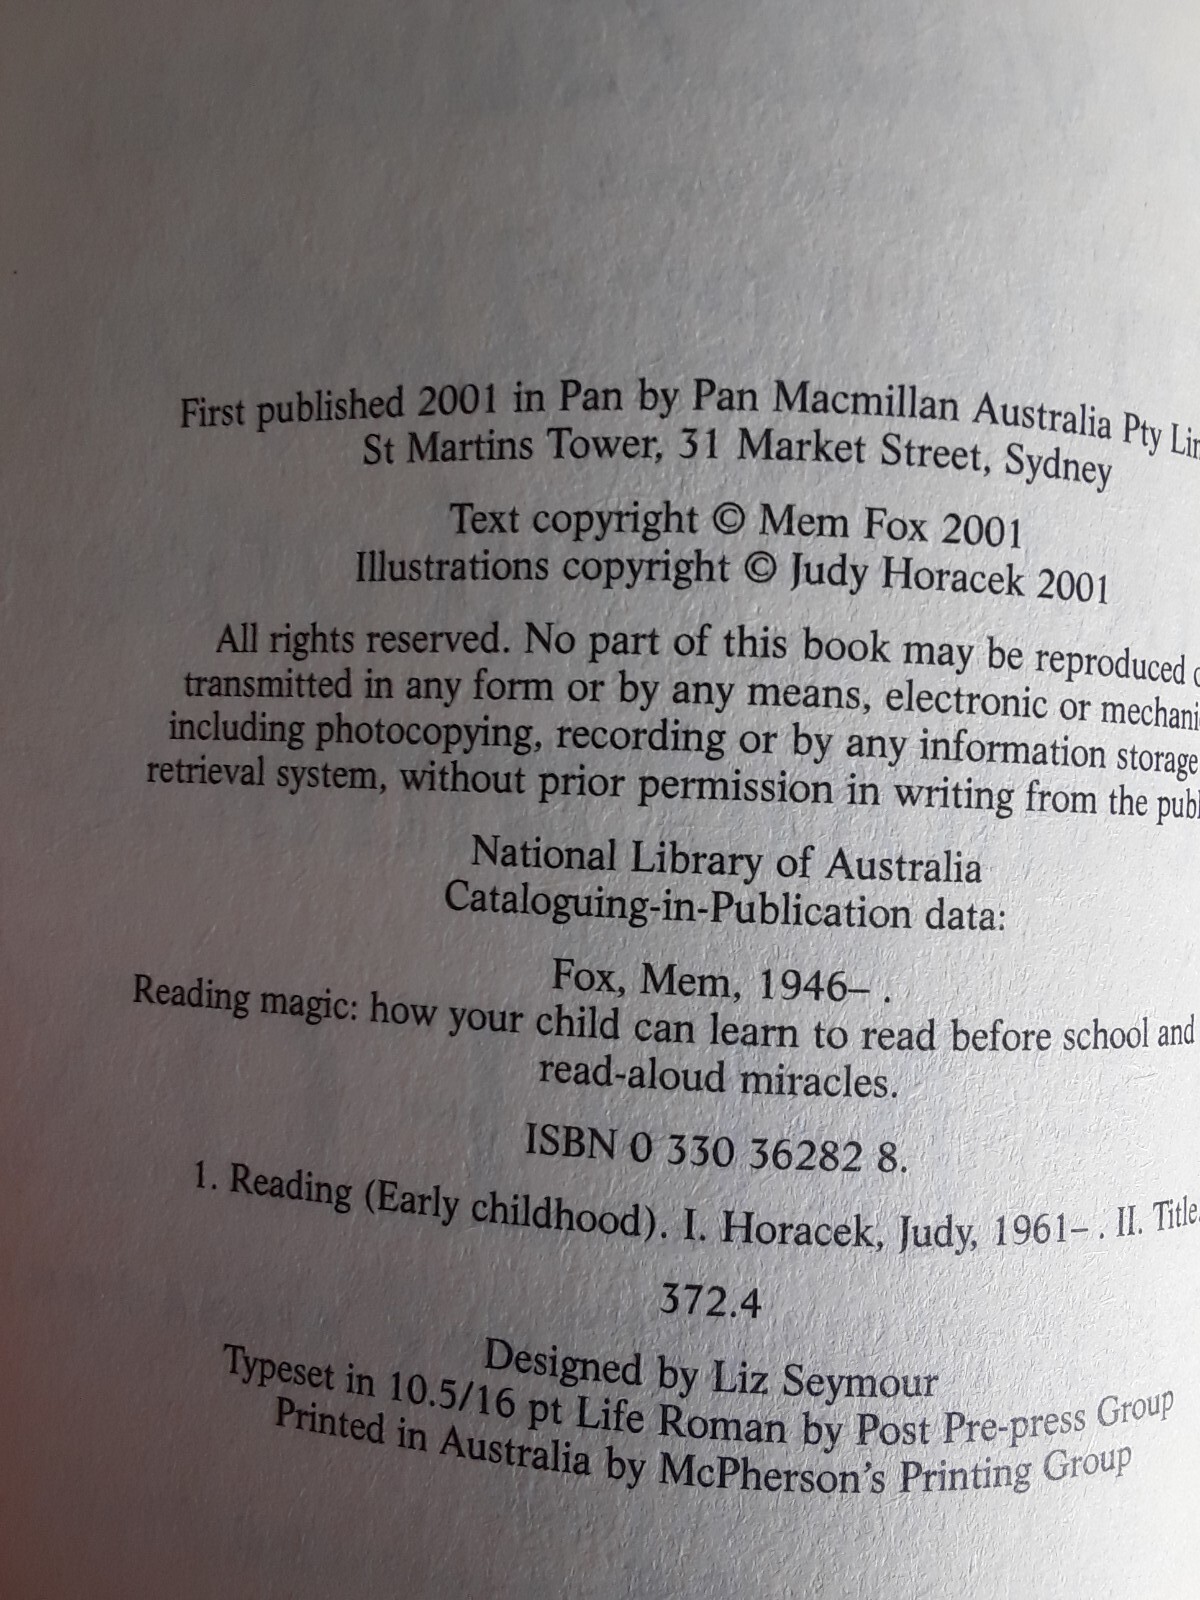 First published 2001 in Pan by Pan Macmillan Australia Pty
St Martins Tower, 31 Market Street, Sydney
Text copyright © Mem Fox 2001
Illustrations copyright © Judy Horacek 2001
All rights reserved. No part of this book may be reproduced
transmitted in any form or by any means, electronic or
including photocopying, recording or by any information storage
retrieval system, without prior permission in writing from the
National Library of Australia
Cataloguing-in-Publication data:
Fox, Mem, 1946– .
Reading magic: how your child can learn to read before school and
read-aloud miracles.
ISBN 0 330 36282 8.
1. Reading (Early childhood). I. Horacek, Judy, 1961– . II. Title.
372.4
Designed by Liz Seymour
Typeset in 10.5/16 pt Life Roman by Post Pre-press Group
Printed in Australia by McPherson's Printing Group